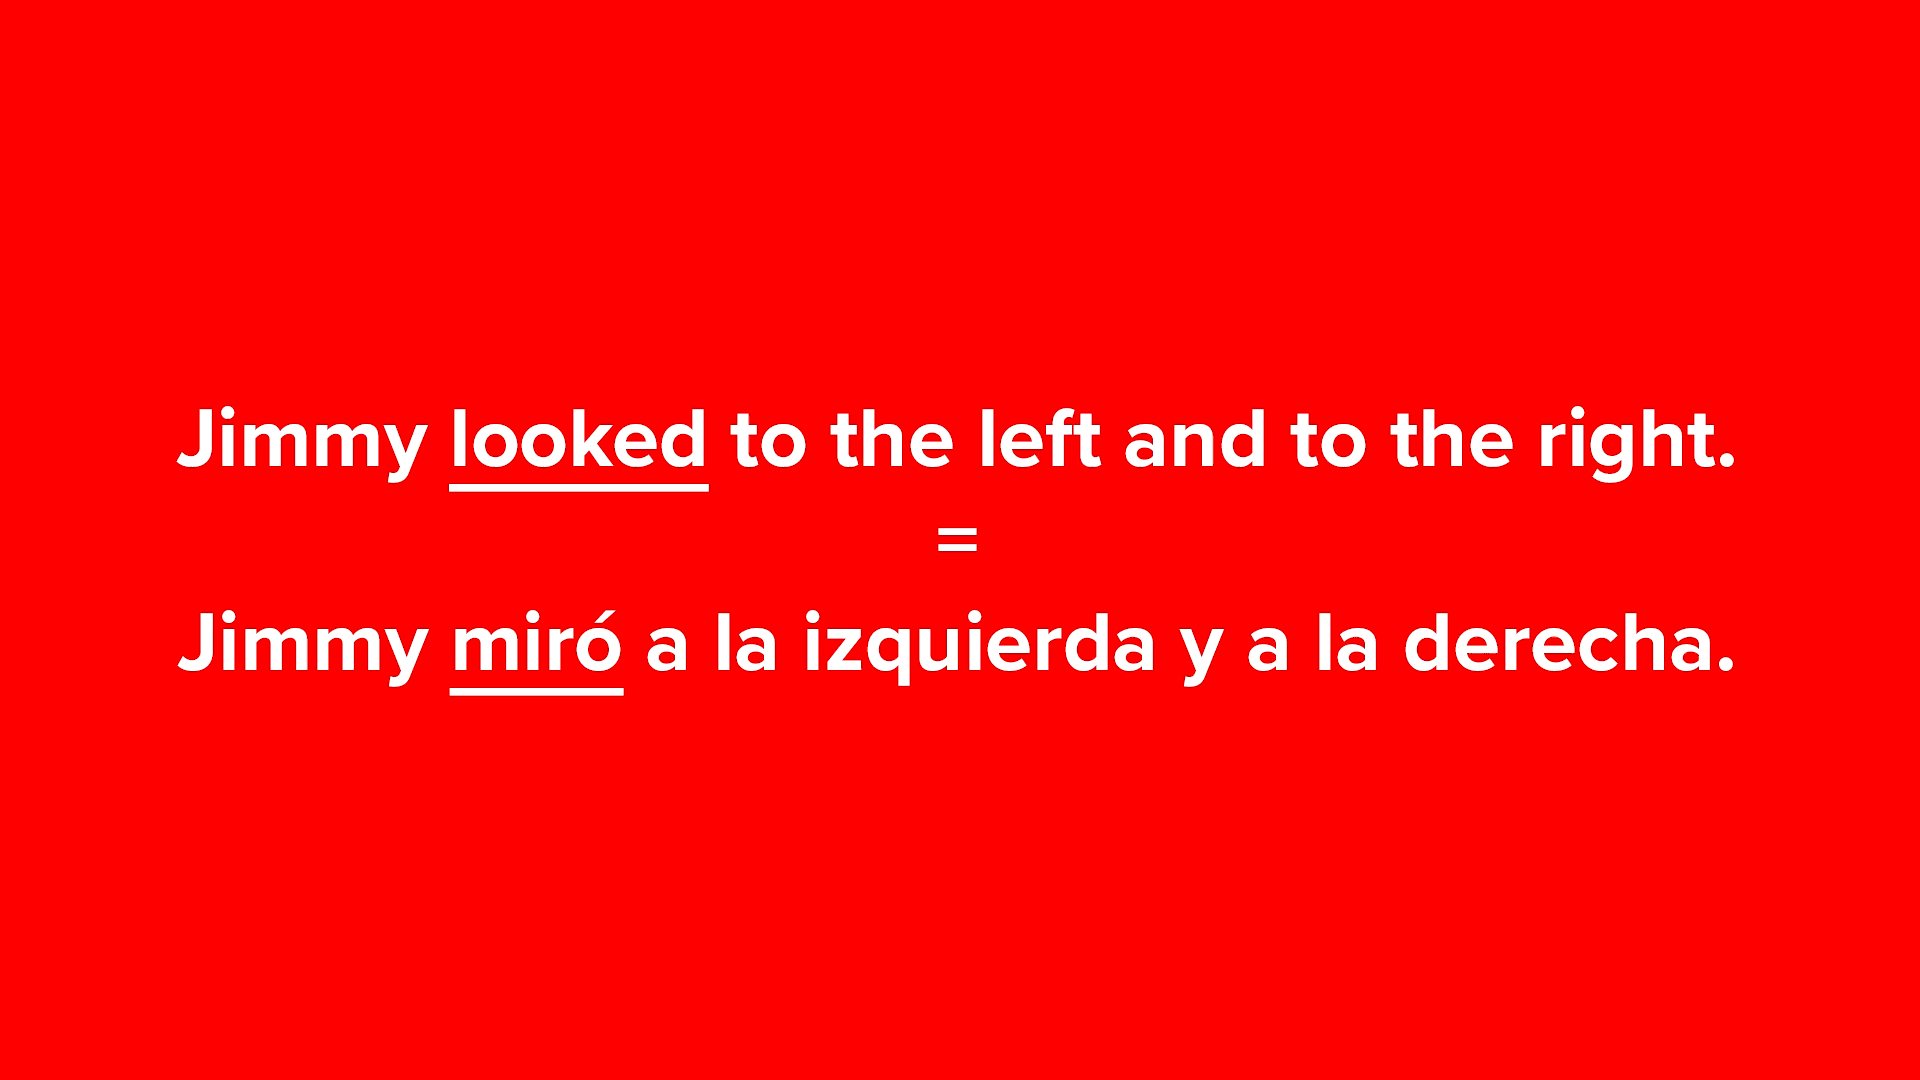 Jimmy looked to the left and to the right.
=
Jimmy miró a la izquierda y a la derecha.